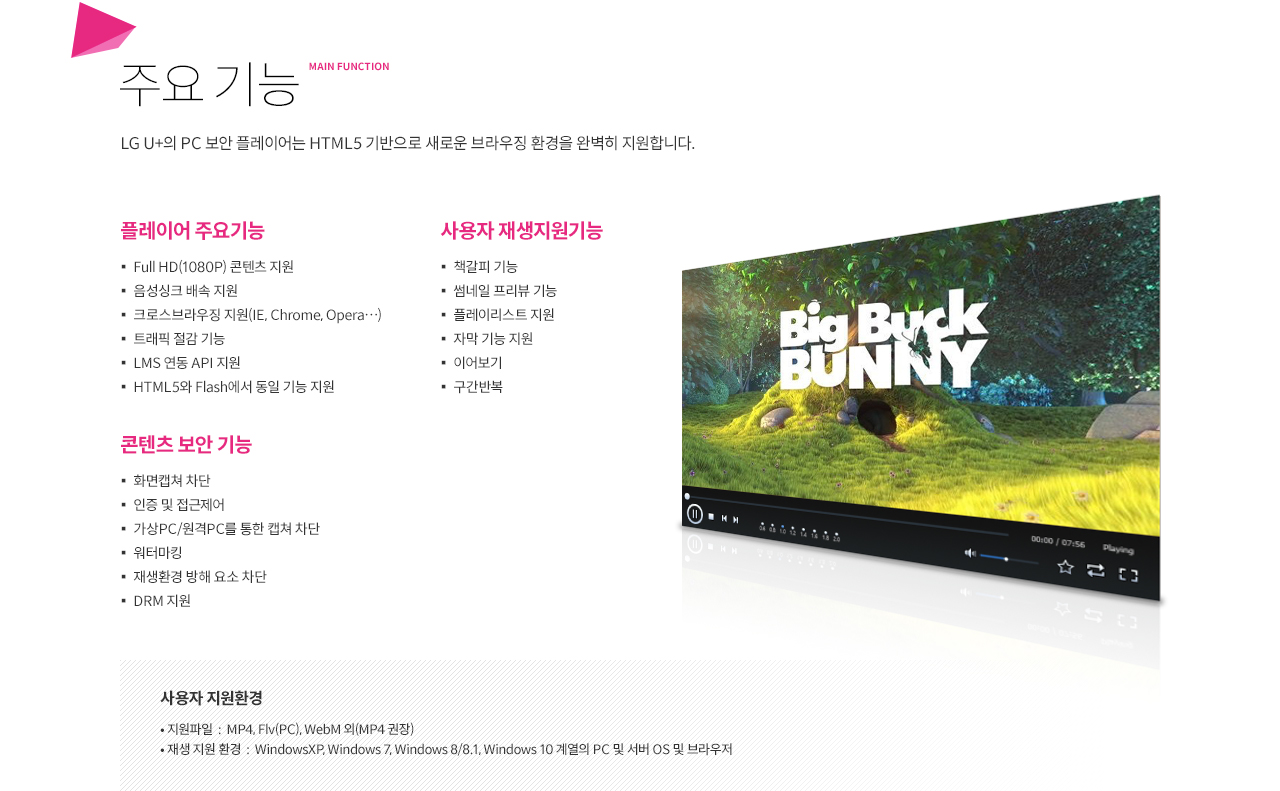 주요 기능 MAIN FUNCTION
LG U+의 PC 보안 플레이어는 HTML5 기반으로 새로운 브라우징 환경을 완벽히 지원합니다.
플레이어 주요기능
▪ Full HD(1080P) 콘텐츠 지원
▪ 음성싱크 배속 지원
▪ 크로스브라우징 지원(IE, Chrome, Opera…)
▪ 트래픽 절감 기능
▪ LMS 연동 API 지원
▪ HTML5와 Flash에서 동일 기능 지원
사용자 재생지원기능
▪ 책갈피 기능
▪ 썸네일 프리뷰 기능
▪ 플레이리스트 지원
▪ 자막 기능 지원
▪ 이어보기
▪ 구간반복
콘텐츠 보안 기능
▪ 화면캡쳐 차단
▪ 인증 및 접근제어
▪ 가상PC/원격PC를 통한 캡쳐 차단
▪ 워터마킹
▪ 재생환경 방해 요소 차단
▪ DRM 지원
Big Buck
BUNNY
0.6 0.8 1.0 1.2 1.4 1.6 1.8 2.0
00:00 / 07:56 Playing
사용자 지원환경
• 지원파일 : MP4, Flv(PC), WebM 외(MP4 권장)
• 재생 지원 환경 : WindowsXP, Windows 7, Windows 8/8.1, Windows 10 계열의 PC 및 서버 OS 및 브라우저